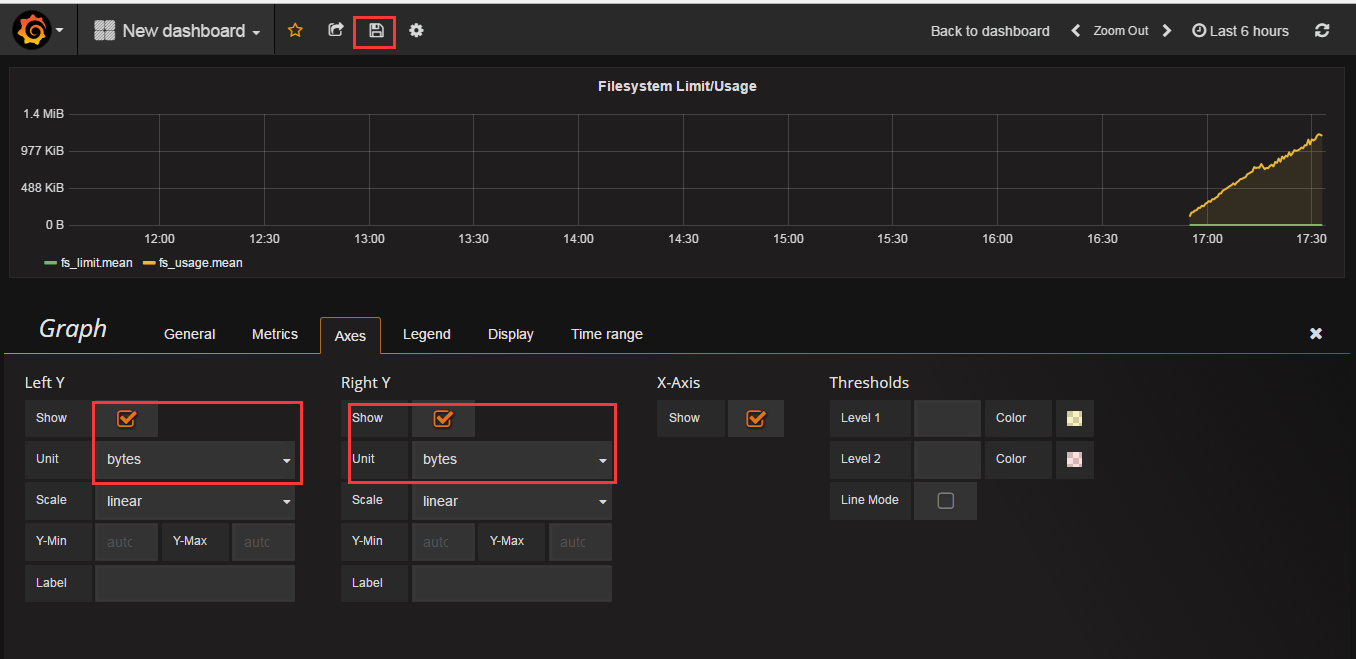 New dashboard
Back to dashboard Zoom Out Last 6 hours
Filesystem Limit/Usage
1.4 MiB
977 KiB
488 KiB
0 B
12:00 12:30 13:00 13:30 14:00 14:30 15:00 15:30 16:00 16:30 17:00 17:30
fs_limit.mean fs_usage.mean
Graph General Metrics Axes Legend Display Time range
Left Y
Show
Unit bytes
Scale linear
Y-Min auto Y-Max auto
Label
Right Y
Show
Unit bytes
Scale linear
Y-Min auto Y-Max auto
Label
X-Axis
Show
Thresholds
Level 1 Color
Level 2 Color
Line Mode